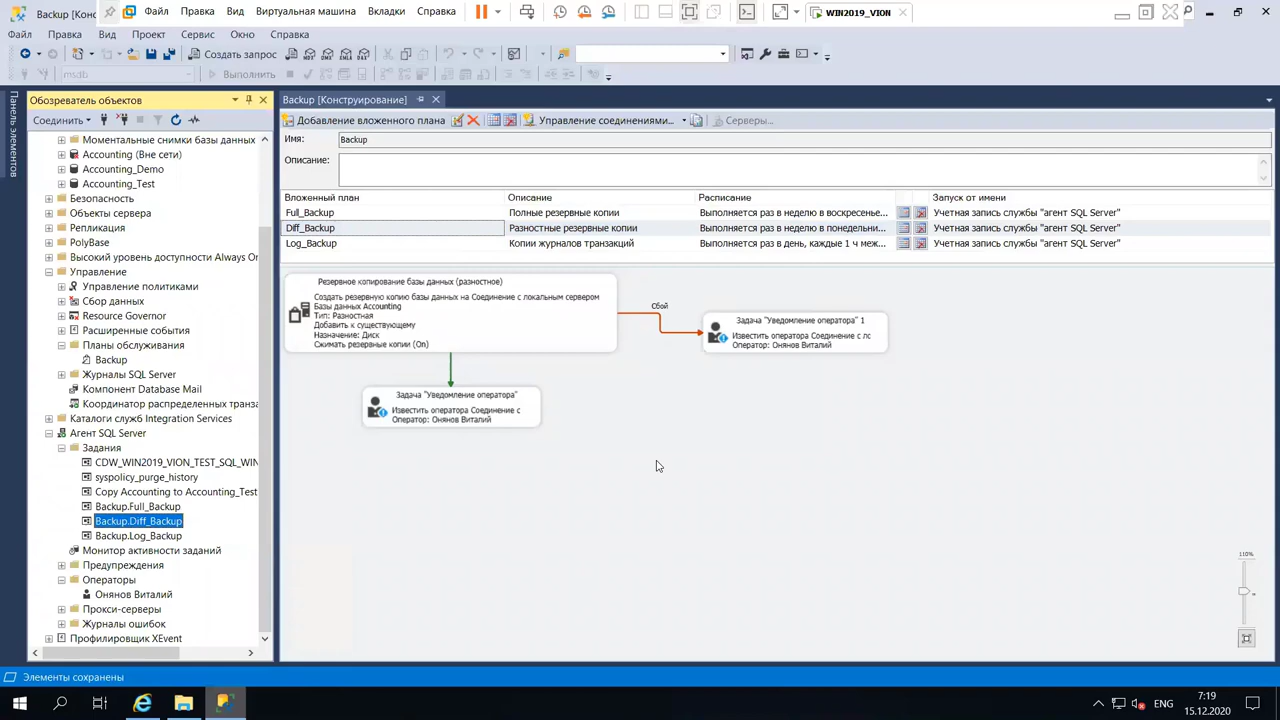 Backup [Конс
Файл Правка Вид Виртуальная машина Вкладки Справка
WIN2019_VION
Файл Правка Вид Проект Сервис Окно Справка
Создать запрос
msdb
Выполнить
Панель элементов
Обозреватель объектов
Соединить
Моментальные снимки базы данных
Accounting (Вне сети)
Accounting_Demo
Accounting_Test
Безопасность
Объекты сервера
Репликация
PolyBase
Высокий уровень доступности Always Or
Управление
Управление политиками
Сбор данных
Resource Governor
Расширенные события
Планы обслуживания
Backup
Журналы SQL Server
Компонент Database Mail
Координатор распределенных транза
Каталоги служб Integration Services
Агент SQL Server
Задания
CDW_WIN2019_VION_TEST_SQL_WIN
syspolicy_purge_history
Copy Accounting to Accounting_Test
Backup.Full_Backup
Backup.Diff_Backup
Backup.Log_Backup
Монитор активности заданий
Предупреждения
Операторы
Онянов Виталий
Прокси-серверы
Журналы ошибок
Профилировщик XEvent
Backup [Конструирование]
Добавление вложенного плана
Управление соединениями...
Серверы...
Имя: Backup
Описание:
Вложенный план Описание Расписание Запуск от имени
Full_Backup Полные резервные копии Выполняется раз в неделю в воскресенье... Учетная запись службы "агент SQL Server"
Diff_Backup Разностные резервные копии Выполняется раз в неделю в понедельни... Учетная запись службы "агент SQL Server"
Log_Backup Копии журналов транзакций Выполняется раз в день, каждые 1 ч меж... Учетная запись службы "агент SQL Server"
Резервное копирование базы данных (разностное)
Создать резервную копию базы данных на Соединение с локальным сервером
Базы данных Accounting
Тип: Разностная
Добавить к существующему
Назначение: Диск
Сжимать резервные копии (On)
Сбой
Задача "Уведомление оператора" 1
Известить оператора Соединение с лс
Оператор: Онянов Виталий
Задача "Уведомление оператора"
Известить оператора Соединение с
Оператор: Онянов Виталий
110%
Элементы сохранены
ENG
7:19
15.12.2020